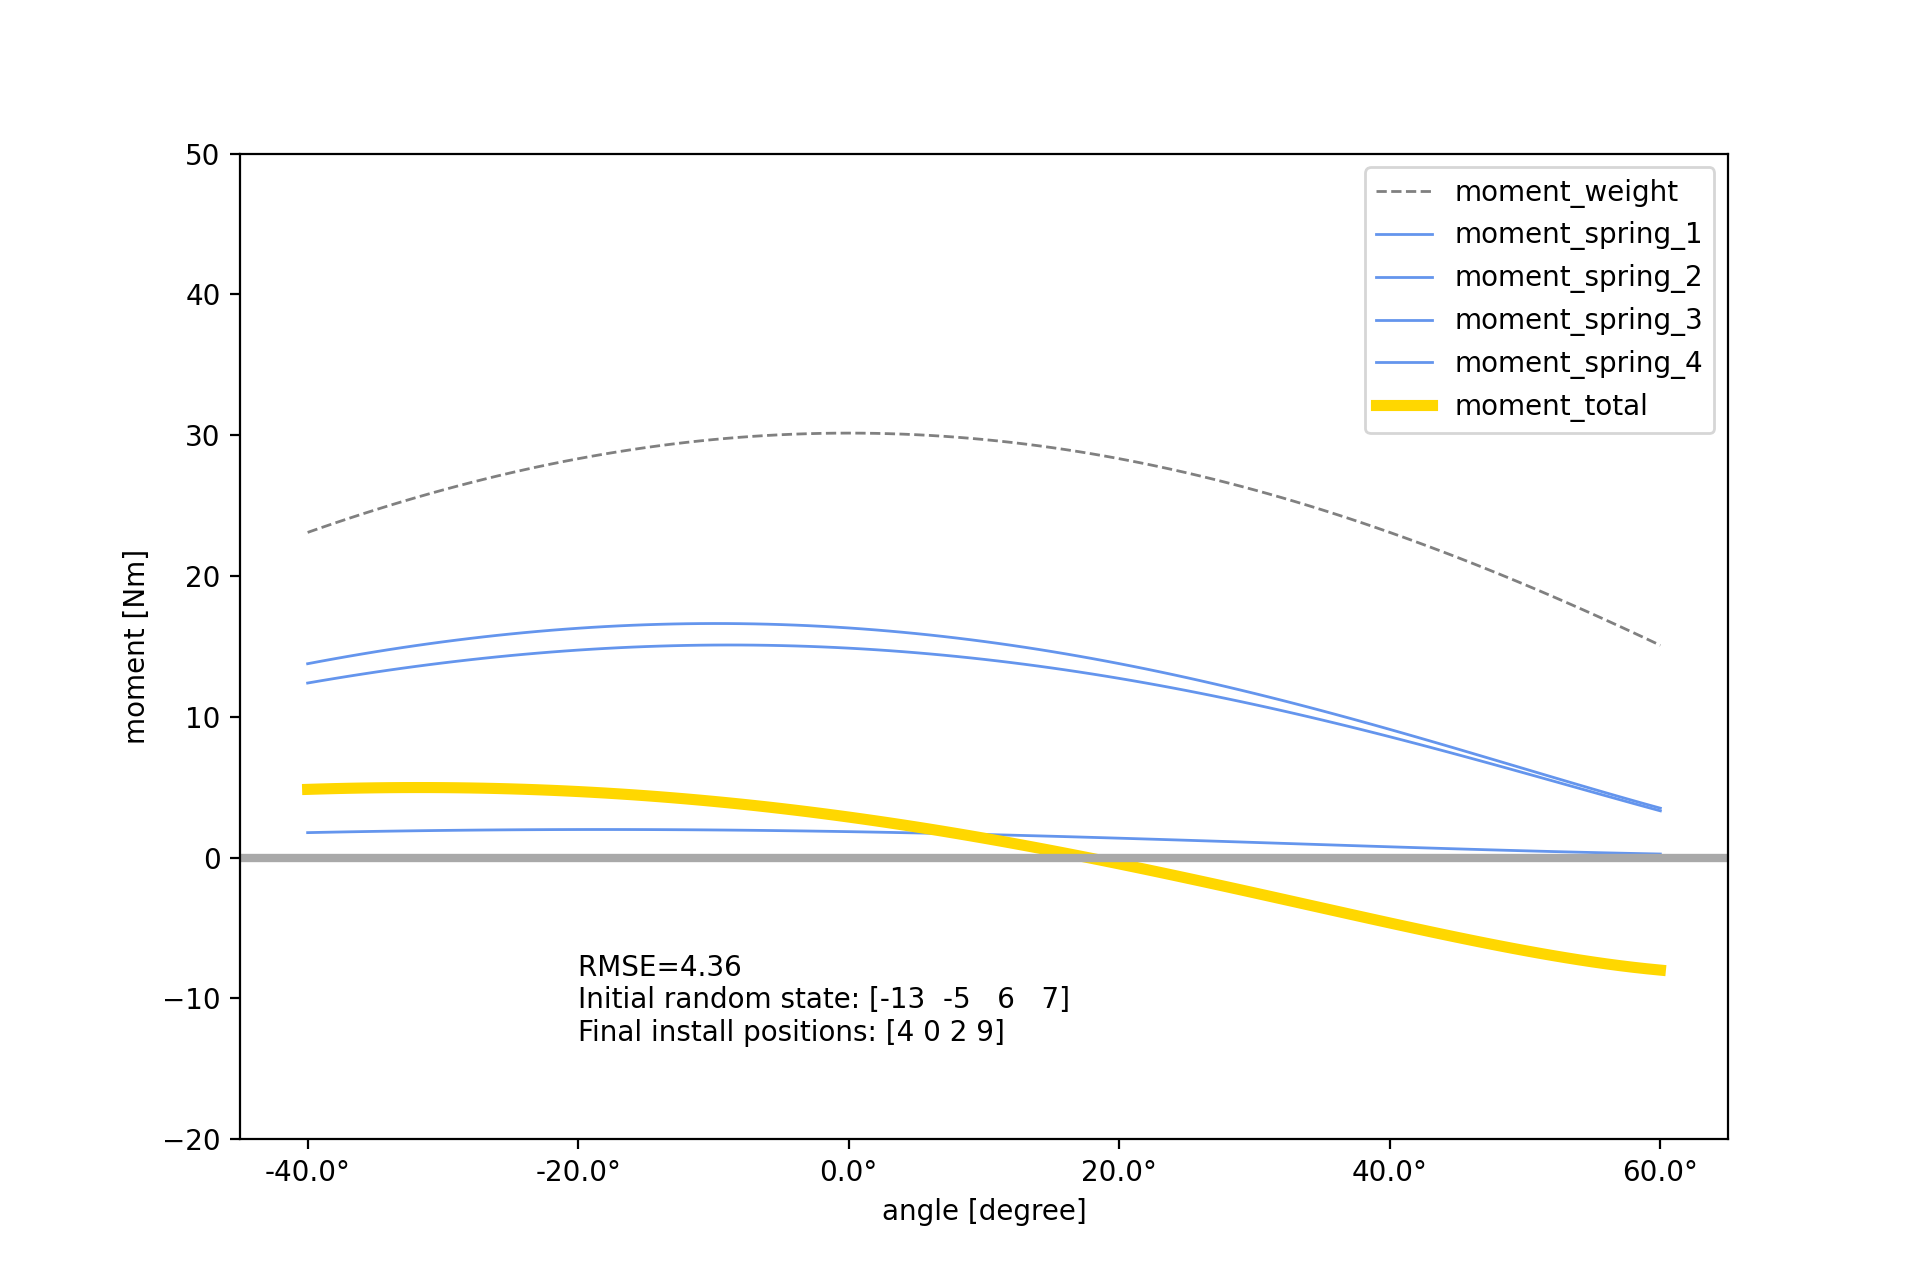 50
40
30
20
10
0
−10
−20
moment [Nm]
moment_weight
moment_spring_1
moment_spring_2
moment_spring_3
moment_spring_4
moment_total
RMSE=4.36
Initial random state: [-13  -5   6   7]
Final install positions: [4 0 2 9]
-40.0° -20.0° 0.0° 20.0° 40.0° 60.0°
angle [degree]